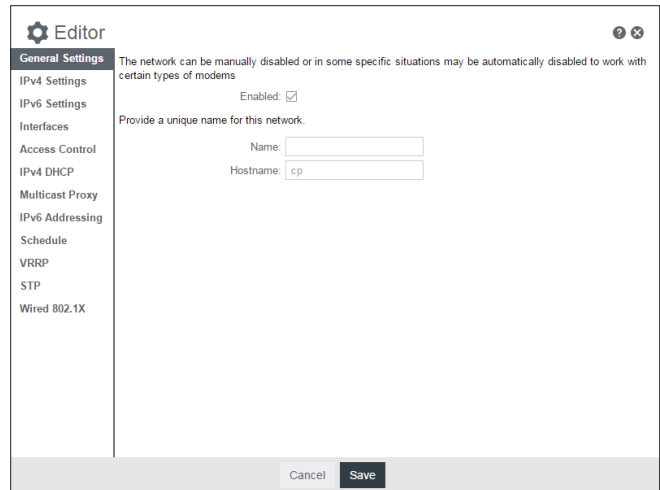 Editor
General Settings
IPv4 Settings
IPv6 Settings
Interfaces
Access Control
IPv4 DHCP
Multicast Proxy
IPv6 Addressing
Schedule
VRRP
STP
Wired 802.1X
The network can be manually disabled or in some specific situations may be automatically disabled to work with
certain types of modems
Enabled:
Provide a unique name for this network.
Name:
Hostname: cp
Cancel Save